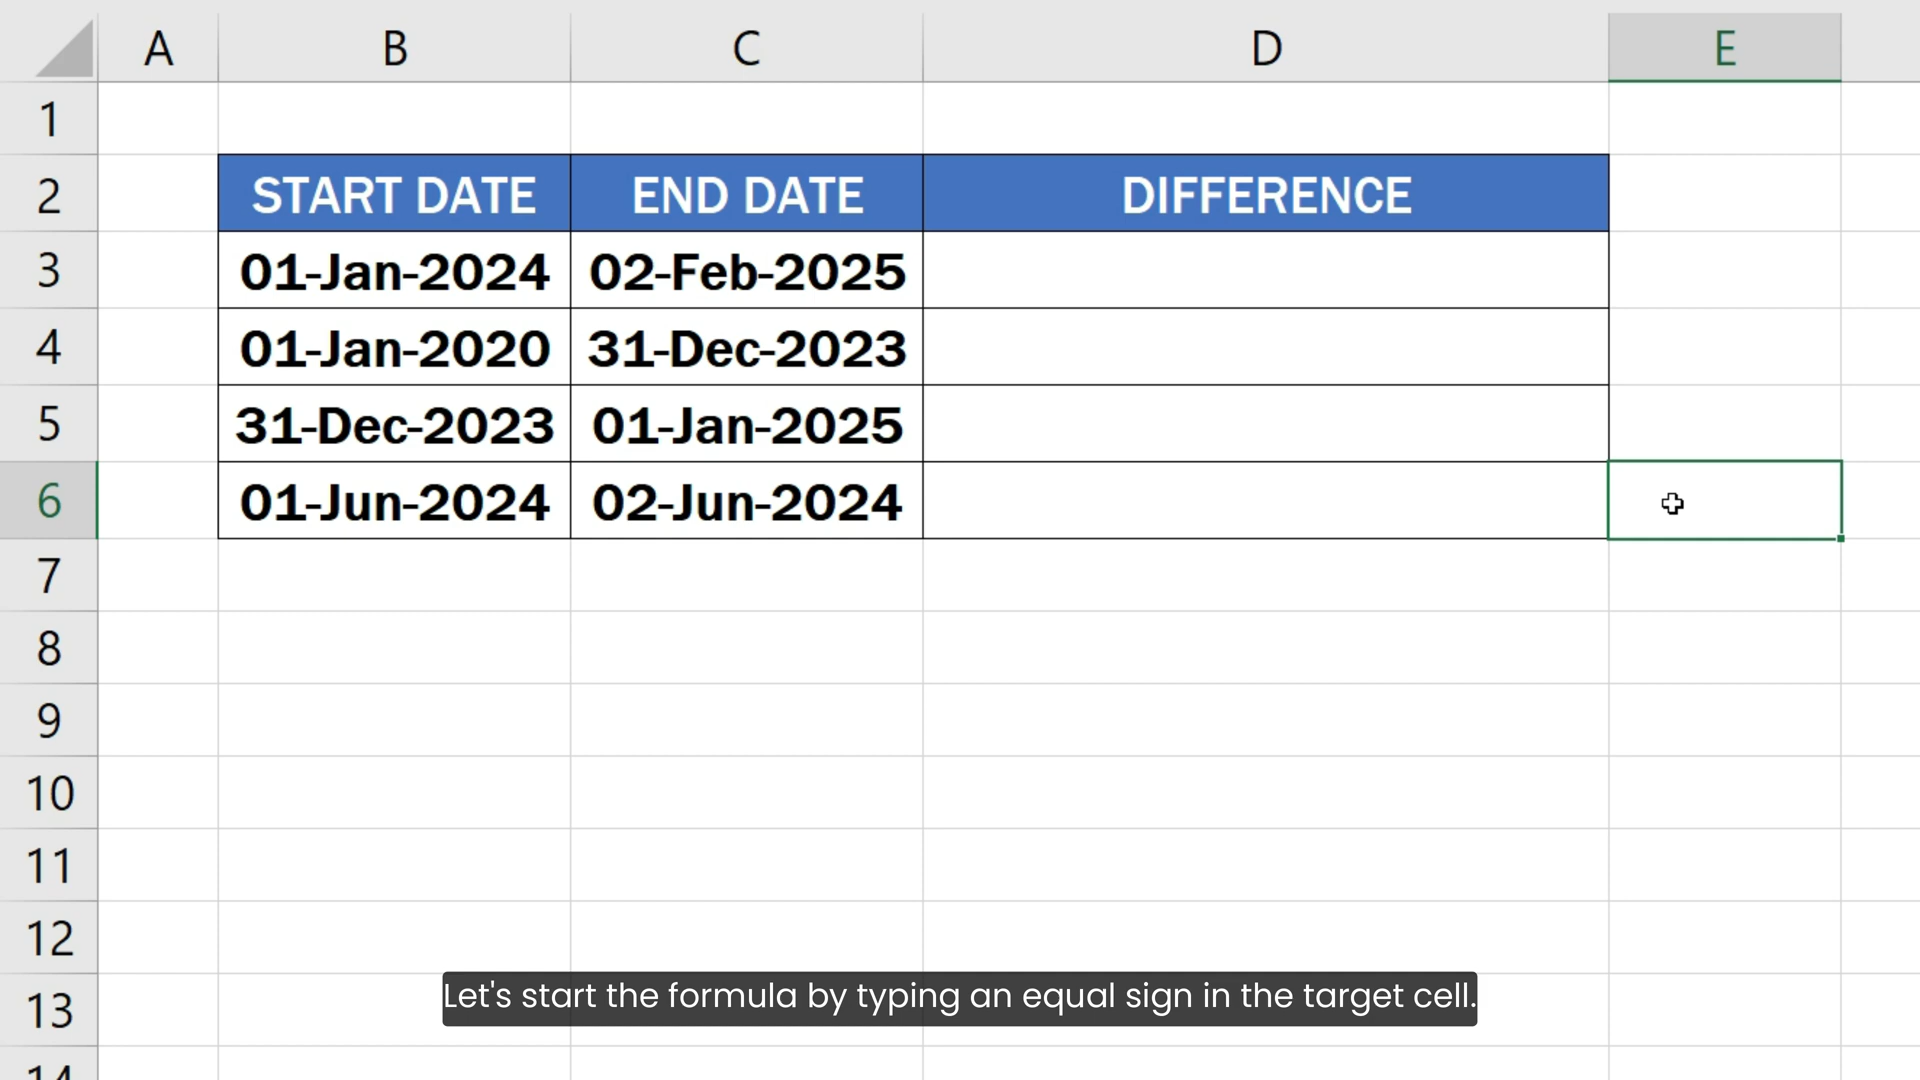 A B C D E
1
2 START DATE END DATE DIFFERENCE
3 01-Jan-2024 02-Feb-2025
4 01-Jan-2020 31-Dec-2023
5 31-Dec-2023 01-Jan-2025
6 01-Jun-2024 02-Jun-2024
7
8
9
10
11
12
Let's start the formula by typing an equal sign in the target cell.
13
14